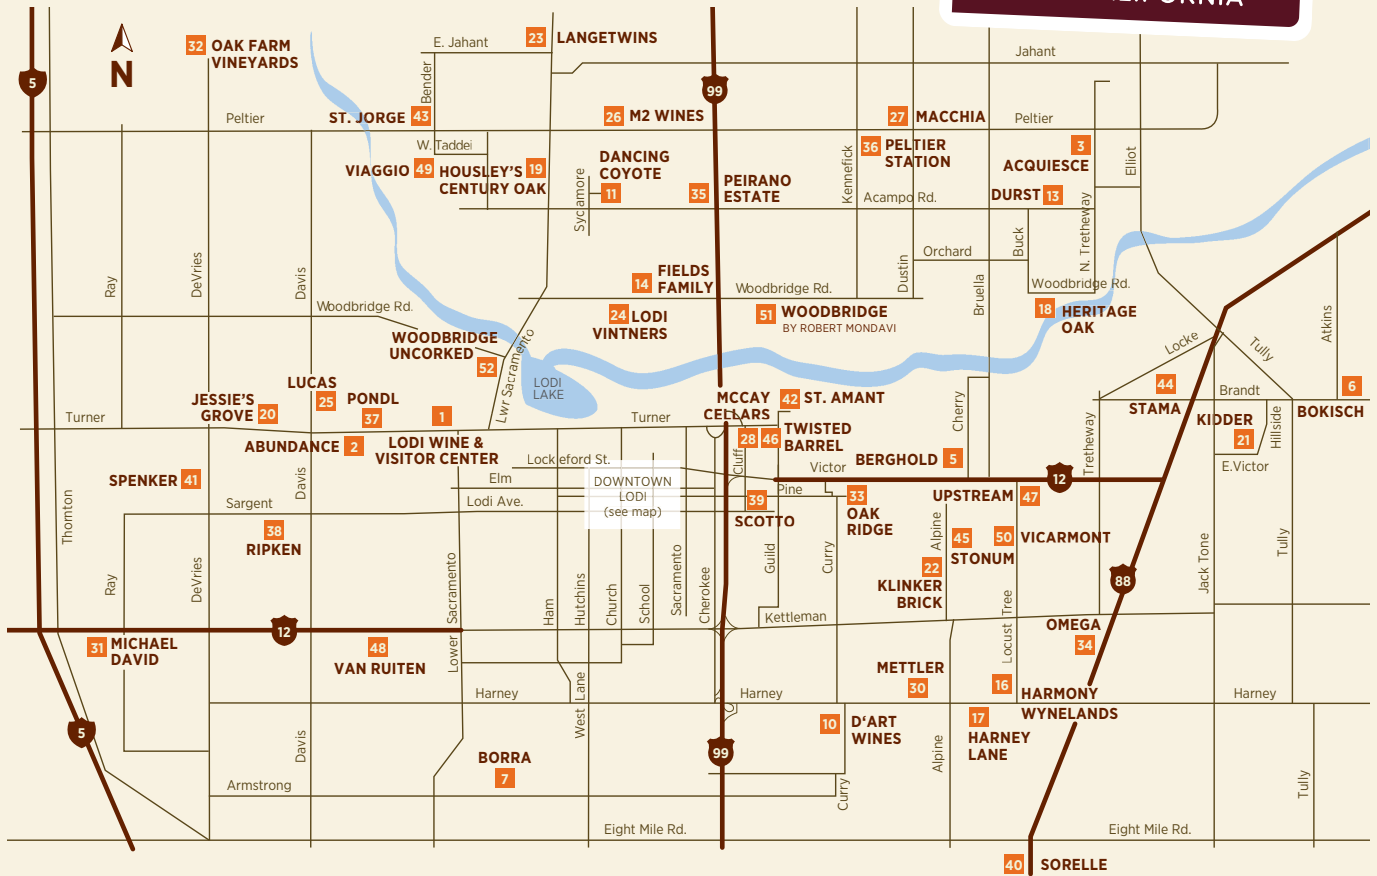 23 LANGETWINS
E. Jahant
Jahant
32 OAK FARM
VINEYARDS
N
5
99
Bender
Peltier
ST. JORGE 43
26 M2 WINES
27 MACCHIA
Peltier
W. Taddei
VIAGGIO 49
HOUSLEY'S 19
CENTURY OAK
DANCING
COYOTE
11
Sycamore
35 PEIRANO
ESTATE
Kennefick
36 PELTIER
STATION
3
ACQUIESCE
Elliot
DURST 13
Acampo Rd.
N. Tretheway
Buck
Orchard
Dustin
Bruella
Ray
DeVries
Davis
14 FIELDS
FAMILY
Woodbridge Rd.
Woodbridge Rd.
Woodbridge Rd.
24 LODI
VINTNERS
51 WOODBRIDGE
BY ROBERT MONDAVI
18 HERITAGE
OAK
Atkins
Locke
Tully
WOODBRIDGE
UNCORKED
52
Lwr Sacramento
LODI
LAKE
LUCAS
25
JESSIE'S
GROVE 20
PONDL
37
1
LODI WINE &
VISITOR CENTER
ABUNDANCE 2
Turner
Turner
MCCAY
CELLARS
42 ST. AMANT
28
46 TWISTED
BARREL
Cluff
Cherry
BERGHOLD 5
Victor
44
STAMA
Brandt
6
BOKISCH
KIDDER
21
Hillside
E.Victor
Tretheway
12
SPENKER 41
Davis
Lockeford St.
Elm
Lodi Ave.
DOWNTOWN
LODI
(see map)
Pine
39
SCOTTO
33
OAK
RIDGE
UPSTREAM 47
Thornton
Sargent
38
RIPKEN
Alpine
45
STONUM
50 VICARMONT
22
KLINKER
BRICK
Guild
Curry
Jack Tone
Tully
88
Ray
DeVries
Sacramento
Lower
Ham
Hutchins
Church
School
Sacramento
Cherokee
Kettleman
Locust Tree
OMEGA
34
12
31 MICHAEL
DAVID
48
VAN RUITEN
METTLER
30
16
HARMONY
WYNELANDS
Harney
Harney
Harney
West Lane
17
HARNEY
LANE
10 D'ART
WINES
5
99
Davis
BORRA
7
Alpine
Curry
Tully
Armstrong
Eight Mile Rd.
Eight Mile Rd.
40 SORELLE